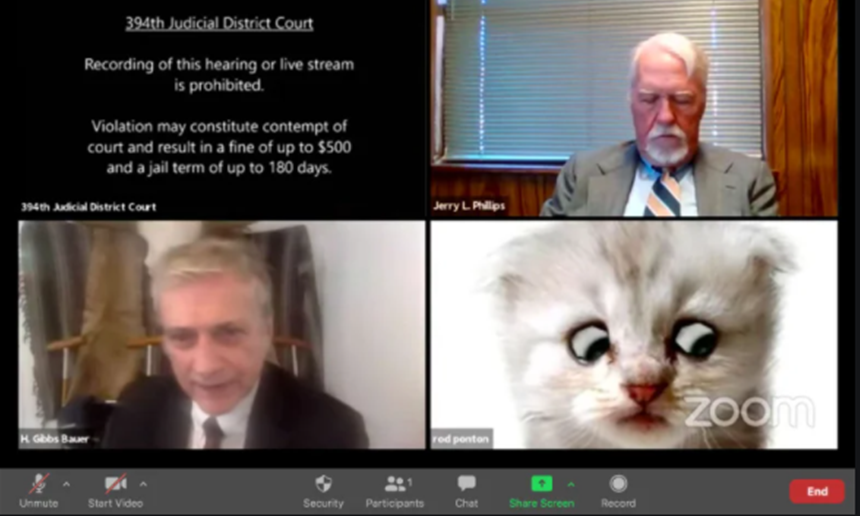 394th Judicial District Court
Recording of this hearing or live stream
is prohibited.
Violation may constitute contempt of
court and result in a fine of up to $500
and a jail term of up to 180 days.
394th Judicial District Court
Jerry L. Phillips
H. Gibbs Bauer
rod ponton
zoom
Unmute
Start Video
Security
Participants
1
Chat
Share Screen
Record
End